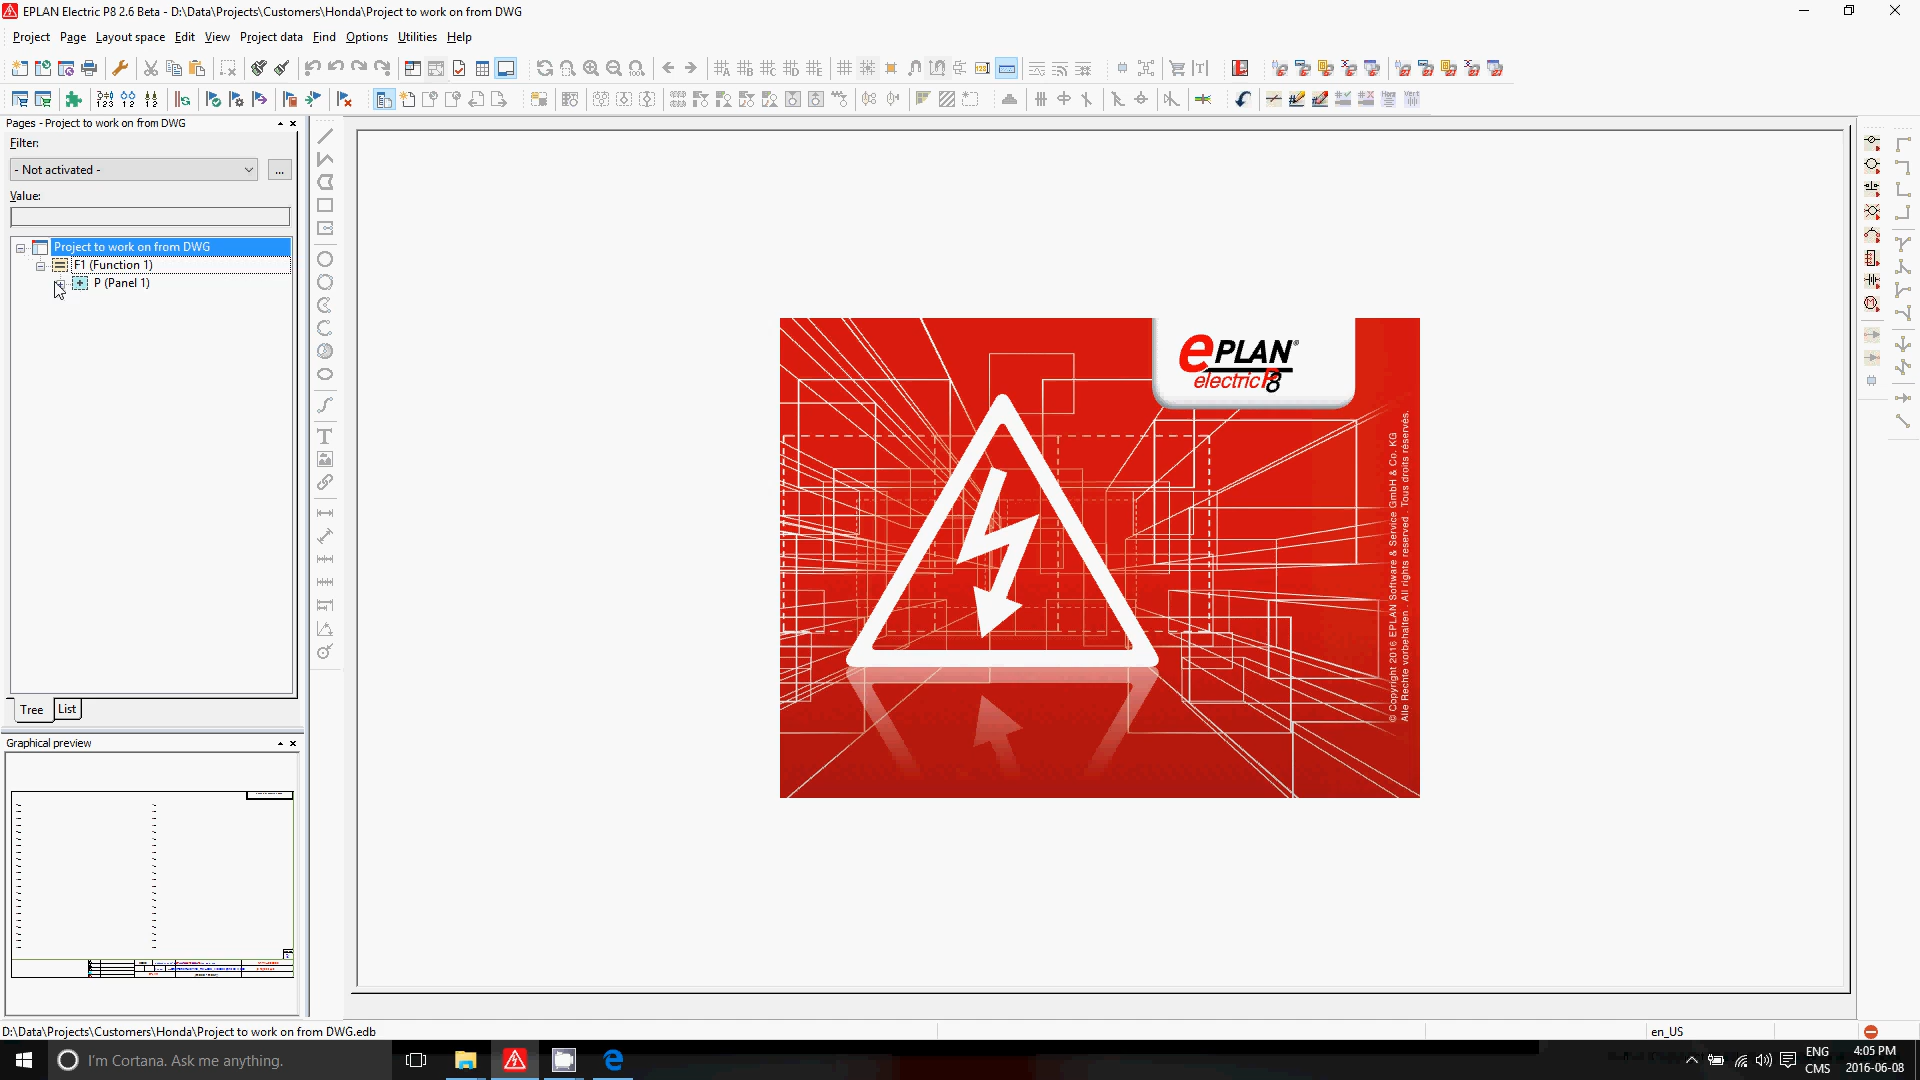 EPLAN Electric P8 2.6 Beta - D:\Data\Projects\Customers\Honda\Project to work on from DWG
Project Page Layout space Edit View Project data Find Options Utilities Help
Pages - Project to work on from DWG
Filter:
- Not activated -
...
Value:
Project to work on from DWG
F1 (Function 1)
P (Panel 1)
Tree List
Graphical preview
ePLAN®
electric P8
© Copyright 2016 EPLAN Software & Service GmbH & Co. KG
Alle Rechte vorbehalten . All rights reserved . Tous droits réservés.
D:\Data\Projects\Customers\Honda\Project to work on from DWG.edb
en_US
I'm Cortana. Ask me anything.
ENG
CMS
4:05 PM
2016-06-08